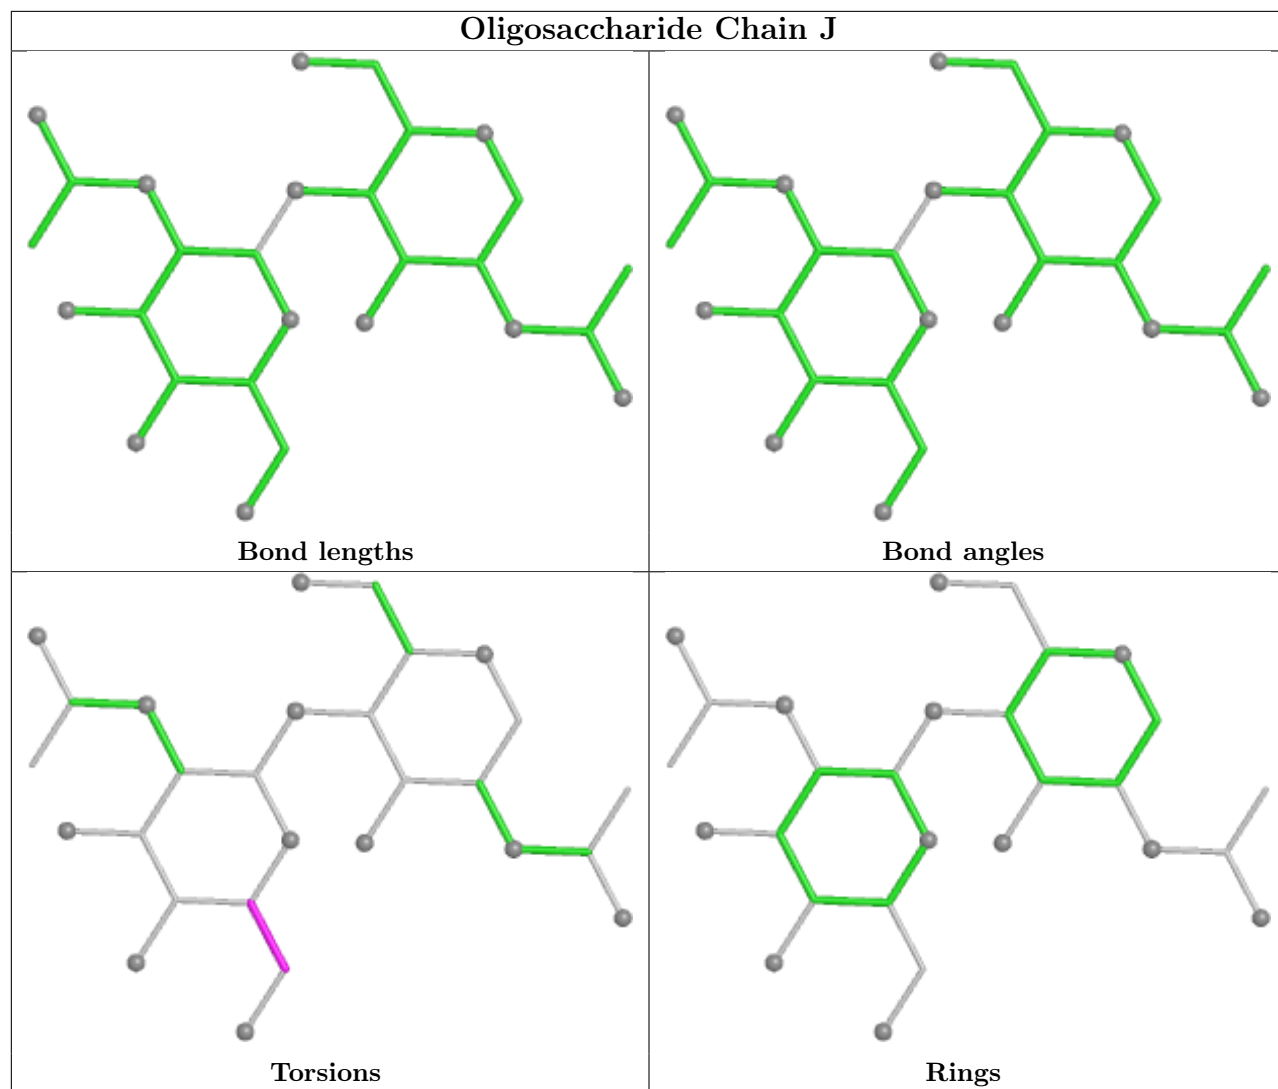 Oligosaccharide Chain J
Bond lengths
Bond angles
Torsions
Rings